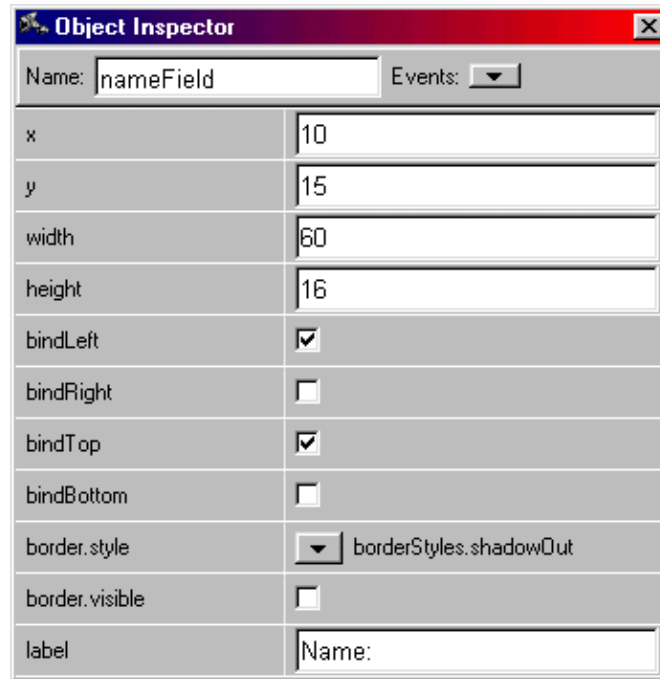 Object Inspector
Name: nameField Events:
x 10
y 15
width 60
height 16
bindLeft
bindRight
bindTop
bindBottom
border.style borderStyles.shadowOut
border.visible
label Name: